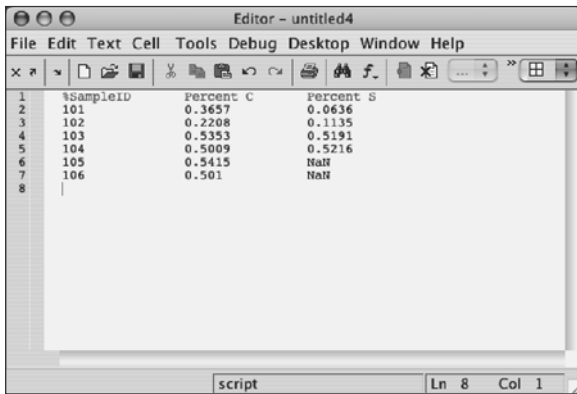 Editor – untitled4
File Edit Text Cell Tools Debug Desktop Window Help
... »
1 %SampleID Percent C Percent S
2 101 0.3657 0.0636
3 102 0.2208 0.1135
4 103 0.5353 0.5191
5 104 0.5009 0.5216
6 105 0.5415 NaN
7 106 0.501 NaN
8
script Ln 8 Col 1